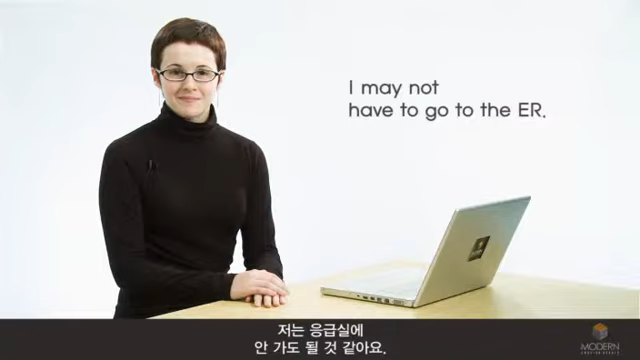 I may not
have to go to the ER.
저는 응급실에
안 가도 될 것 같아요.
MODERN